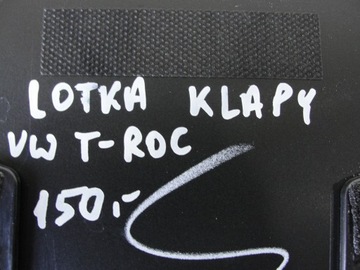 LOTKA KLAPY
VW T-ROC
150,-